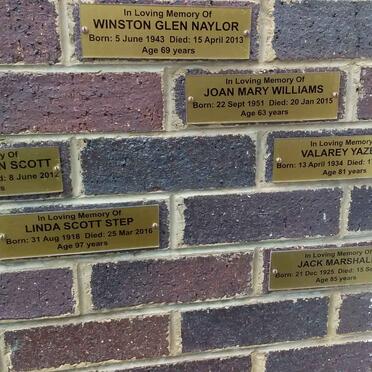 In Loving Memory Of
WINSTON GLEN NAYLOR
Born: 5 June 1943 Died: 15 April 2013
Age 69 years
In Loving Memory Of
JOAN MARY WILLIAMS
Born: 22 Sept 1951 Died: 20 Jan 2015
Age 63 years
Of
SCOTT
8 June 2012
In Loving Memory Of
VALAREY
Born: 13 April 1934
Age 81 years
In Loving Memory Of
LINDA SCOTT STEP
Born: 31 Aug 1918 Died: 25 Mar 2016
Age 97 years
In Loving Memory Of
JACK
Born: 21 Dec 1925 Died: 15
Age 85 years